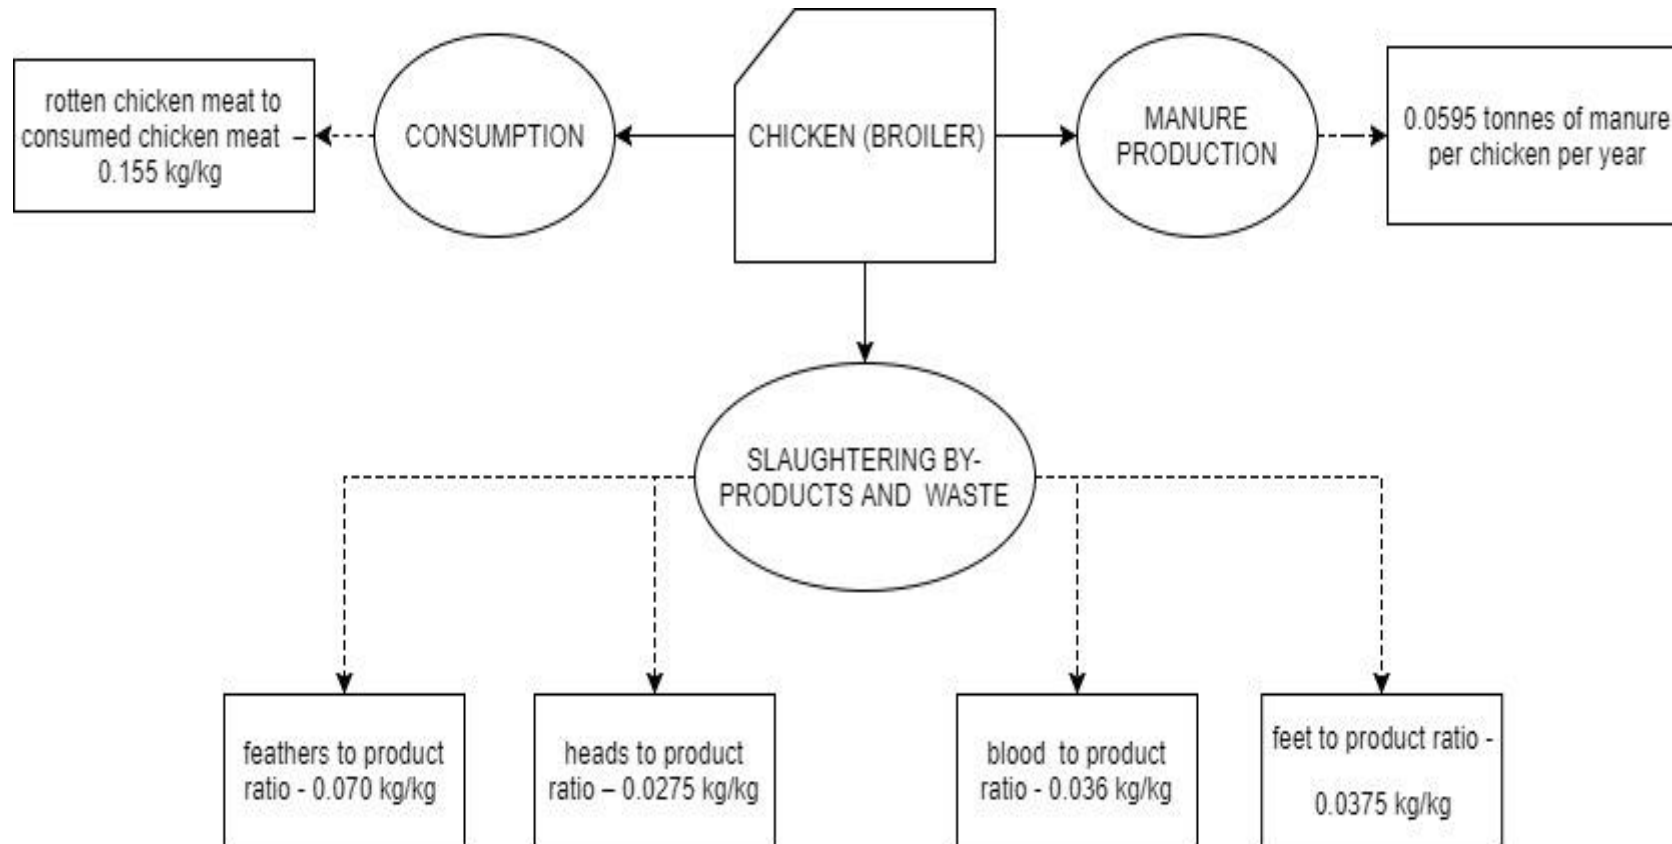 rotten chicken meat to
consumed chicken meat –
0.155 kg/kg
CONSUMPTION
CHICKEN (BROILER)
MANURE
PRODUCTION
0.0595 tonnes of manure
per chicken per year
SLAUGHTERING BY-
PRODUCTS AND WASTE
feathers to product
ratio - 0.070 kg/kg
heads to product
ratio – 0.0275 kg/kg
blood to product
ratio - 0.036 kg/kg
feet to product ratio -
0.0375 kg/kg